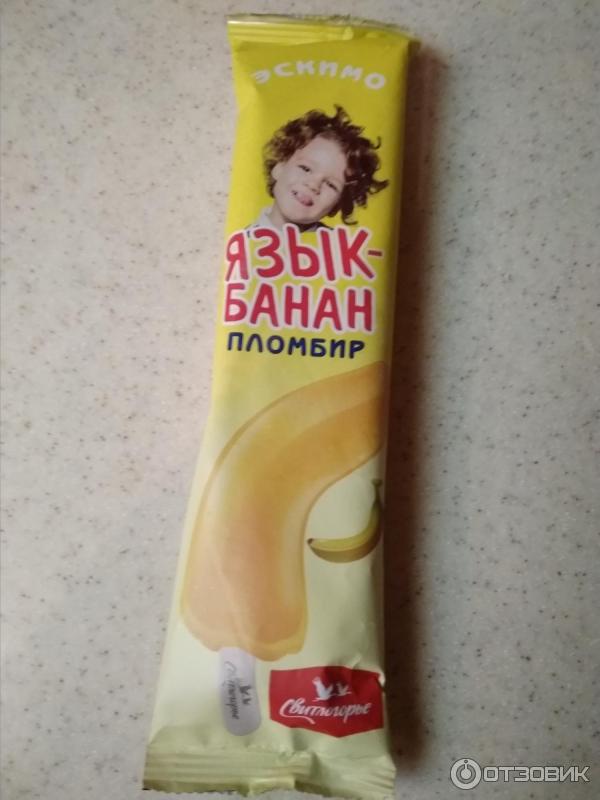 ЭСКИМО
ЯЗЫК-
БАНАН
ПЛОМБИР
Свитлогорье
Свитлогорье
ОТЗОВИК